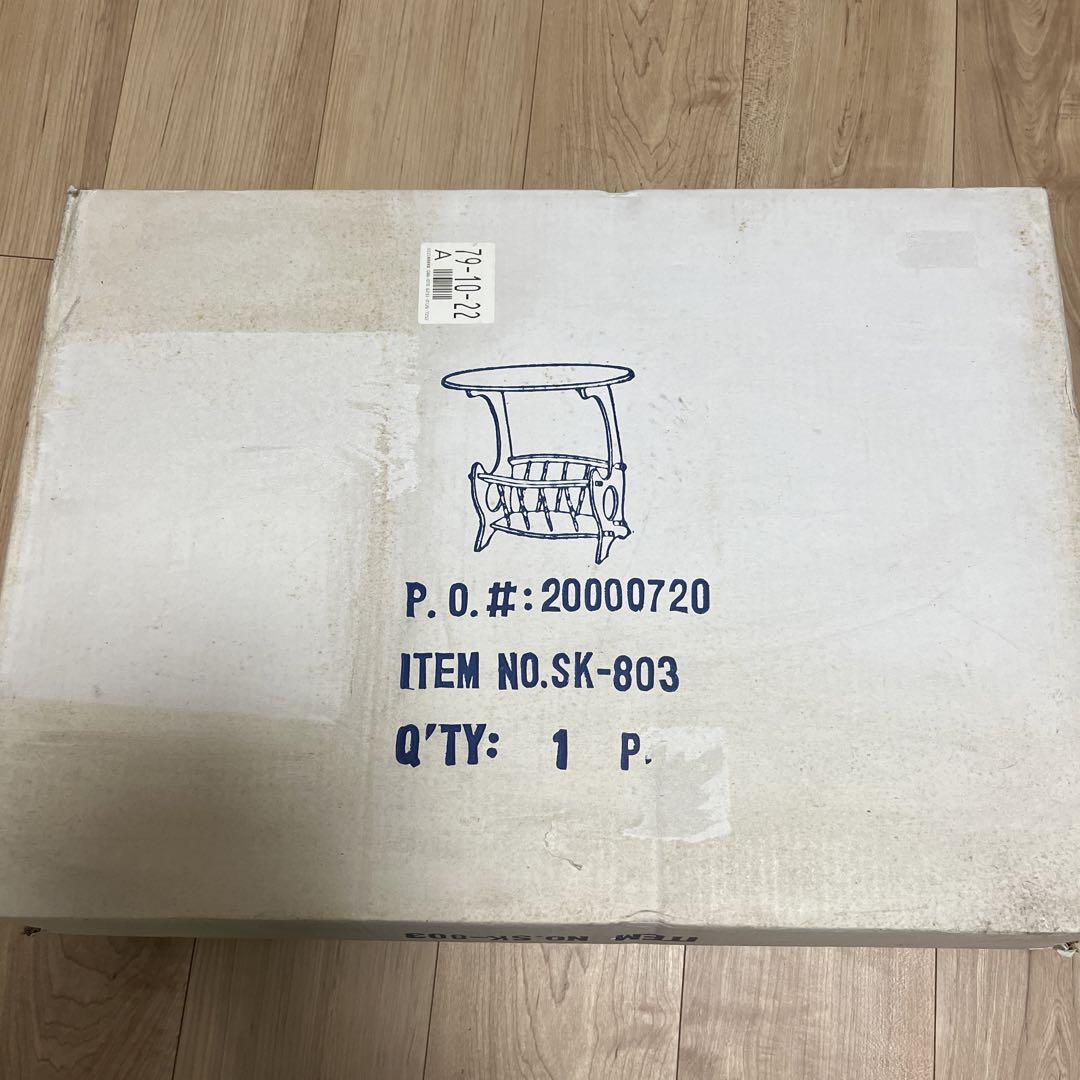 79-10-22
A
P.O.#:20000720
ITEM NO.SK-803
Q'TY: 1 P.
ITEM NO.SK-803